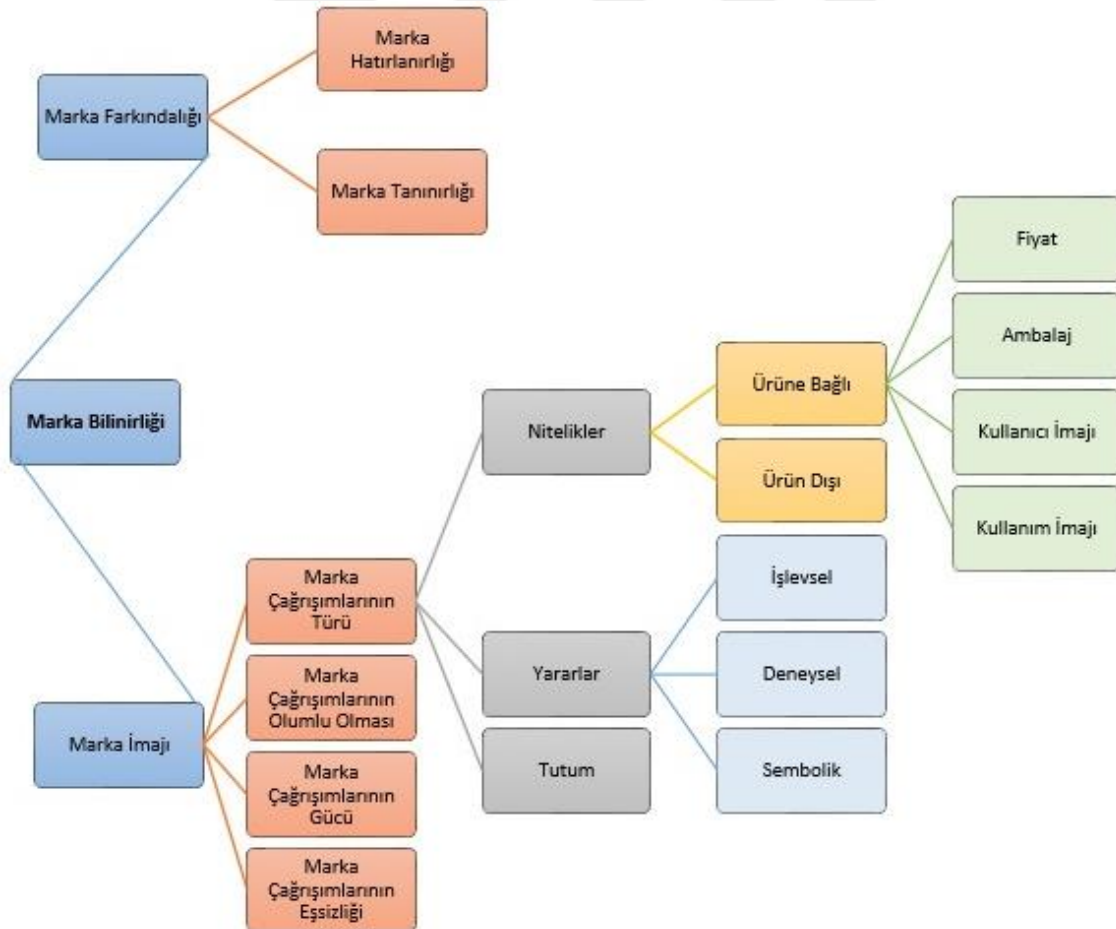 Marka
Hatırlanırlığı
Marka Farkındalığı
Marka Tanınırlığı
Fiyat
Ambalaj
Ürüne Bağlı
Marka Bilinirliği
Nitelikler
Kullanıcı İmajı
Ürün Dışı
Kullanım İmajı
Marka
Çağrışımlarının
Türü
İşlevsel
Yararlar
Deneysel
Marka
Çağrışımlarının
Olumlu Olması
Marka İmajı
Tutum
Sembolik
Marka
Çağrışımlarının
Gücü
Marka
Çağrışımlarının
Eşsizliği